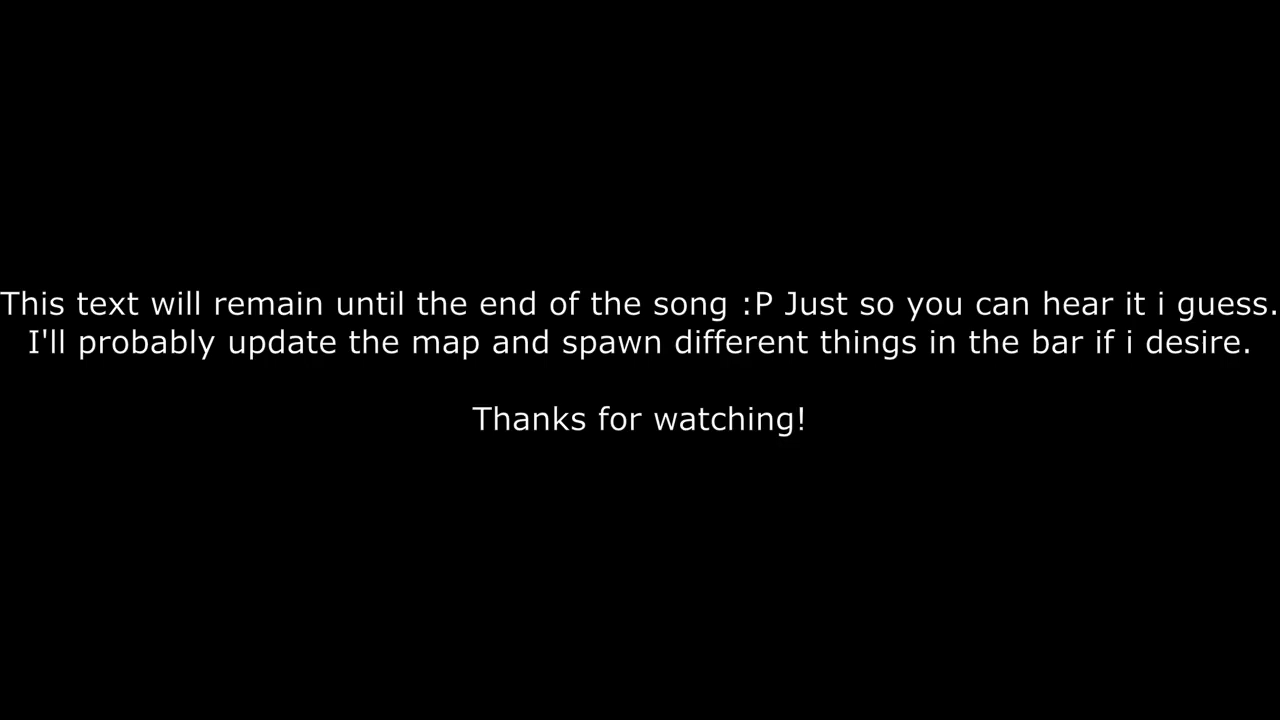 This text will remain until the end of the song :P Just so you can hear it i guess.
I'll probably update the map and spawn different things in the bar if i desire.
Thanks for watching!